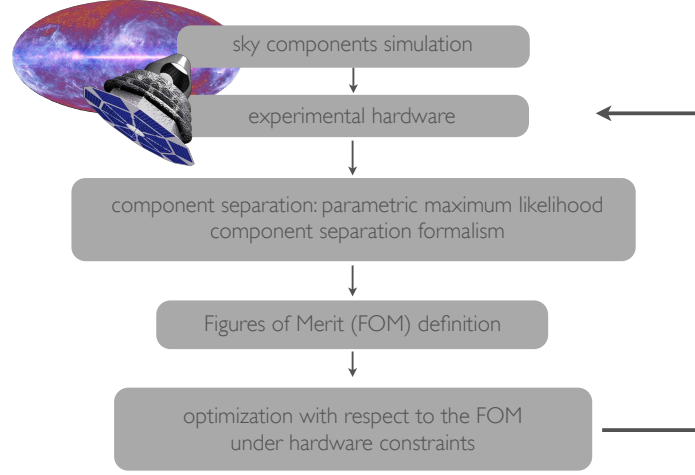 sky components simulation
experimental hardware
component separation: parametric maximum likelihood
component separation formalism
Figures of Merit (FOM) definition
optimization with respect to the FOM
under hardware constraints